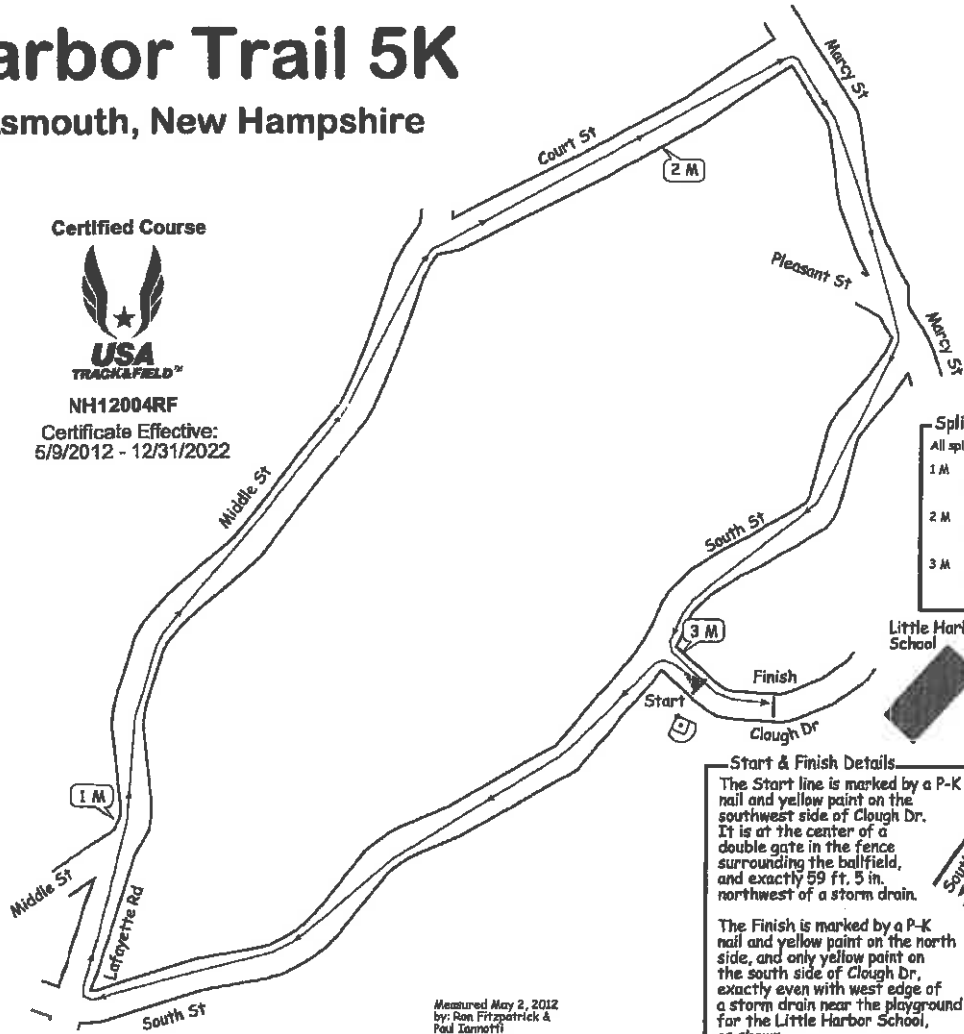 arbor Trail 5K
smouth, New Hampshire
Certified Course
USA
TRACK&FIELD
NH12004RF
Certificate Effective:
5/9/2012 - 12/31/2022
Court St
2 M
Marcy St
Pleasant St
Marcy St
Middle St
South St
3 M
Finish
Start
Clough Dr
Little Har
School
1 M
Middle St
Lafayette Rd
South St
Spli
All spl
1 M
2 M
3 M
Start & Finish Details
The Start line is marked by a P-K
nail and yellow paint on the
southwest side of Clough Dr.
It is at the center of a
double gate in the fence
surrounding the ballfield,
and exactly 59 ft. 5 in.
northwest of a storm drain.
The Finish is marked by a P-K
nail and yellow paint on the north
side, and only yellow paint on
the south side of Clough Dr,
exactly even with west edge of
a storm drain near the playground
for the Little Harbor School,
as shown
Sout
Measured May 2, 2012
by: Ron Fitzpatrick &
Paul Iannotti